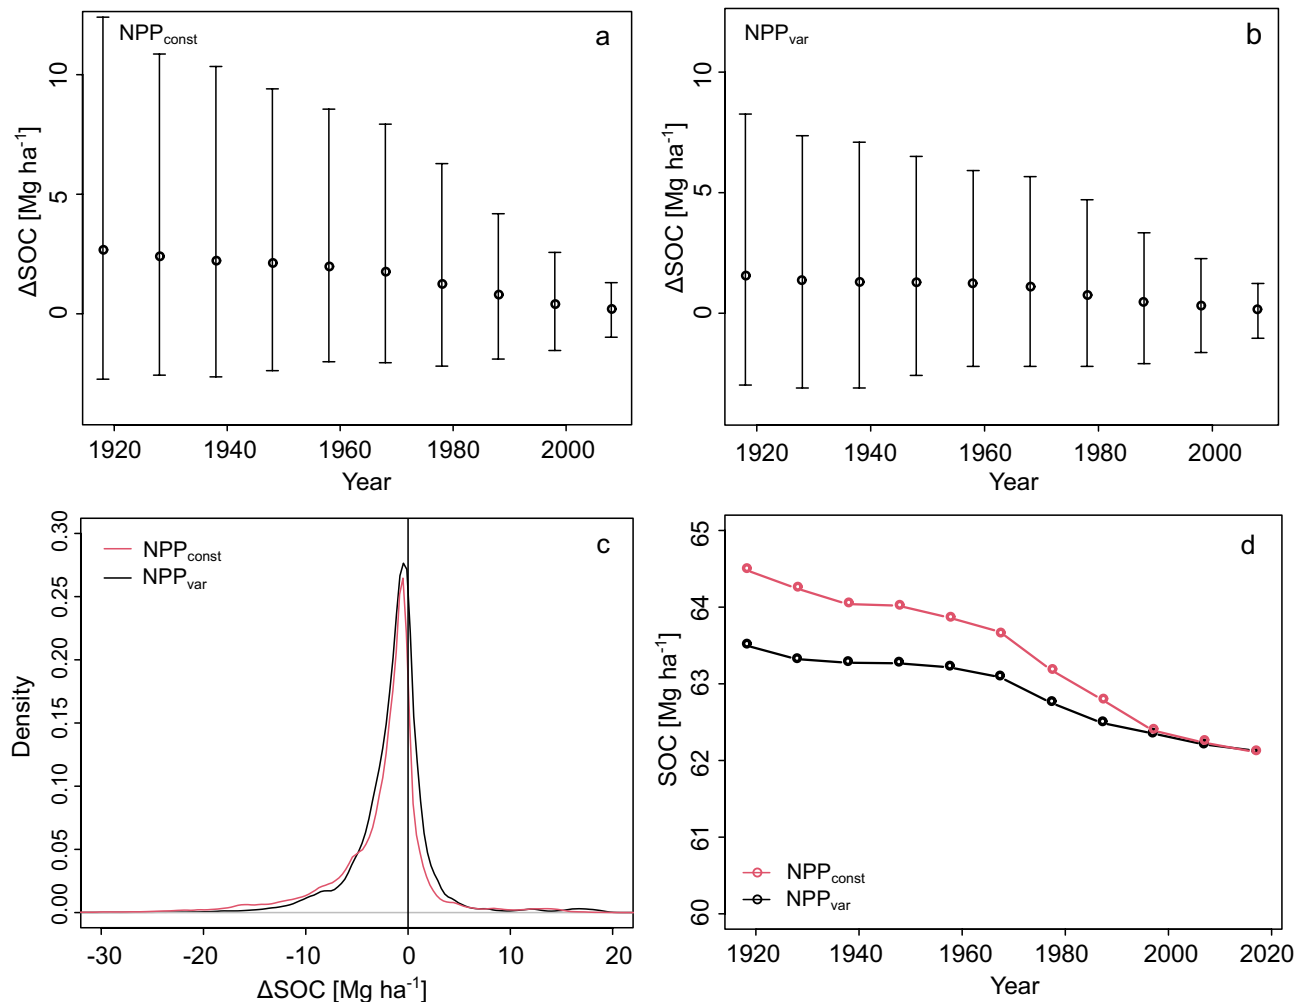 NPPconst
a
10
5
0
ΔSOC [Mg ha-1]
1920 1940 1960 1980 2000
Year
NPPvar
b
10
5
0
ΔSOC [Mg ha-1]
1920 1940 1960 1980 2000
Year
c
NPPconst
NPPvar
0.30
0.25
0.20
0.15
0.10
0.05
0.00
Density
-30 -20 -10 0 10 20
ΔSOC [Mg ha-1]
d
65
64
63
62
61
60
SOC [Mg ha-1]
NPPconst
NPPvar
1920 1940 1960 1980 2000 2020
Year